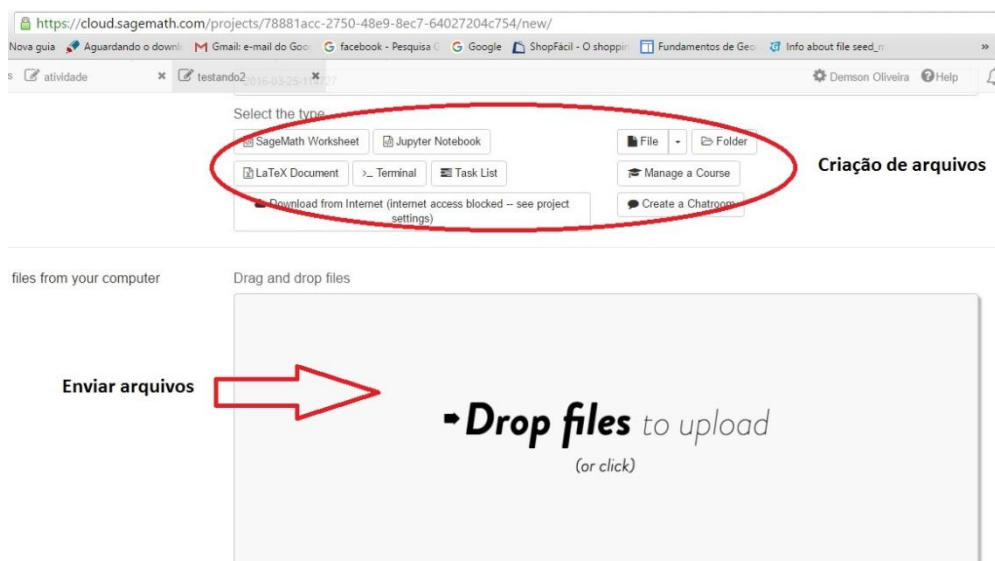 https://cloud.sagemath.com/projects/78881acc-2750-48e9-8ec7-64027204c754/new/
Nova guia Aguardando o downl Gmail: e-mail do Goo facebook - Pesquisa G Google ShopFácil - O shoppin Fundamentos de Geo Info about file seed_n »
s atividade × testando2 × Demson Oliveira Help
Select the type
SageMath Worksheet Jupyter Notebook File Folder
LaTeX Document >_ Terminal Task List Manage a Course
Criação de arquivos
Download from Internet (internet access blocked -- see project settings) Create a Chatroom
files from your computer Drag and drop files
Enviar arquivos
Drop files to upload
(or click)